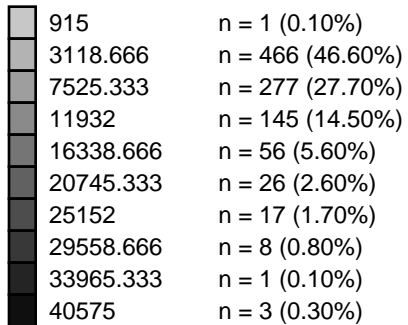 915 n = 1 (0.10%)
3118.666 n = 466 (46.60%)
7525.333 n = 277 (27.70%)
11932 n = 145 (14.50%)
16338.666 n = 56 (5.60%)
20745.333 n = 26 (2.60%)
25152 n = 17 (1.70%)
29558.666 n = 8 (0.80%)
33965.333 n = 1 (0.10%)
40575 n = 3 (0.30%)